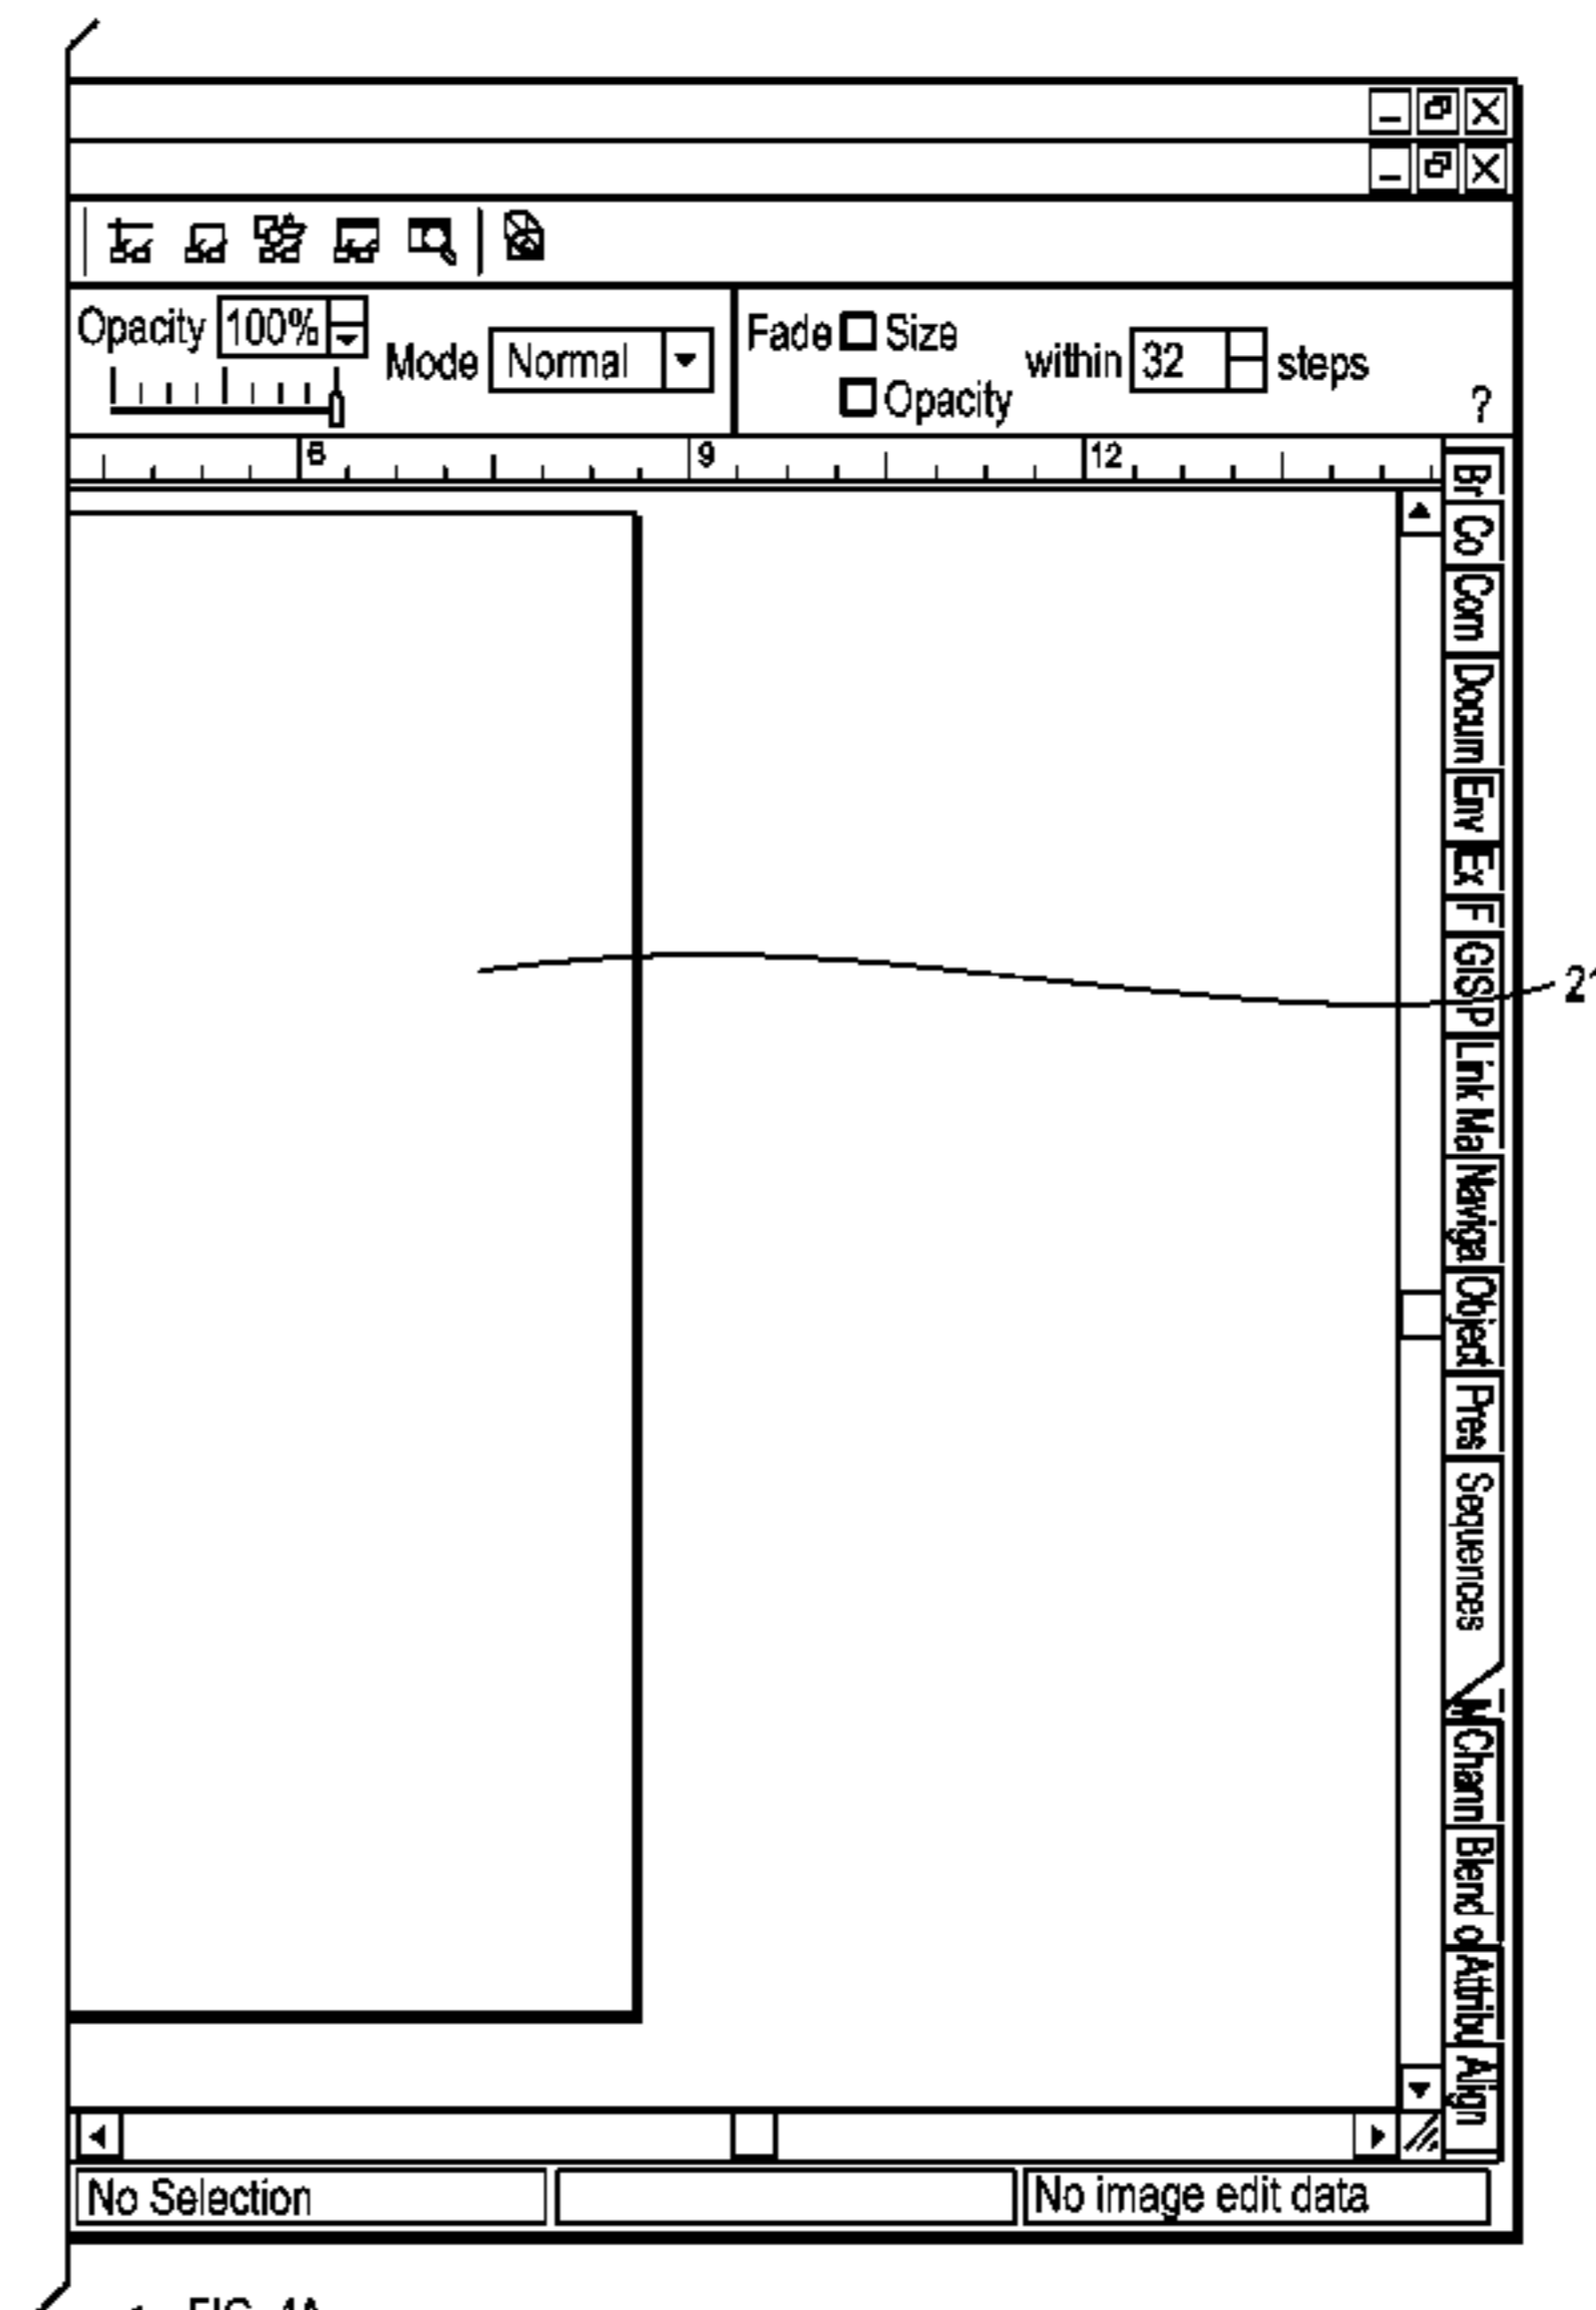 Opacity 100% Mode Normal Fade Size within 32 steps
Opacity ?
6 9 12
Br
Co
Com
Docum
Env
Ex
F
GISP
Link Ma
Naviga
Object
Pres
Sequences
Chann
Blend o
Attribu
Align
No Selection
No image edit data